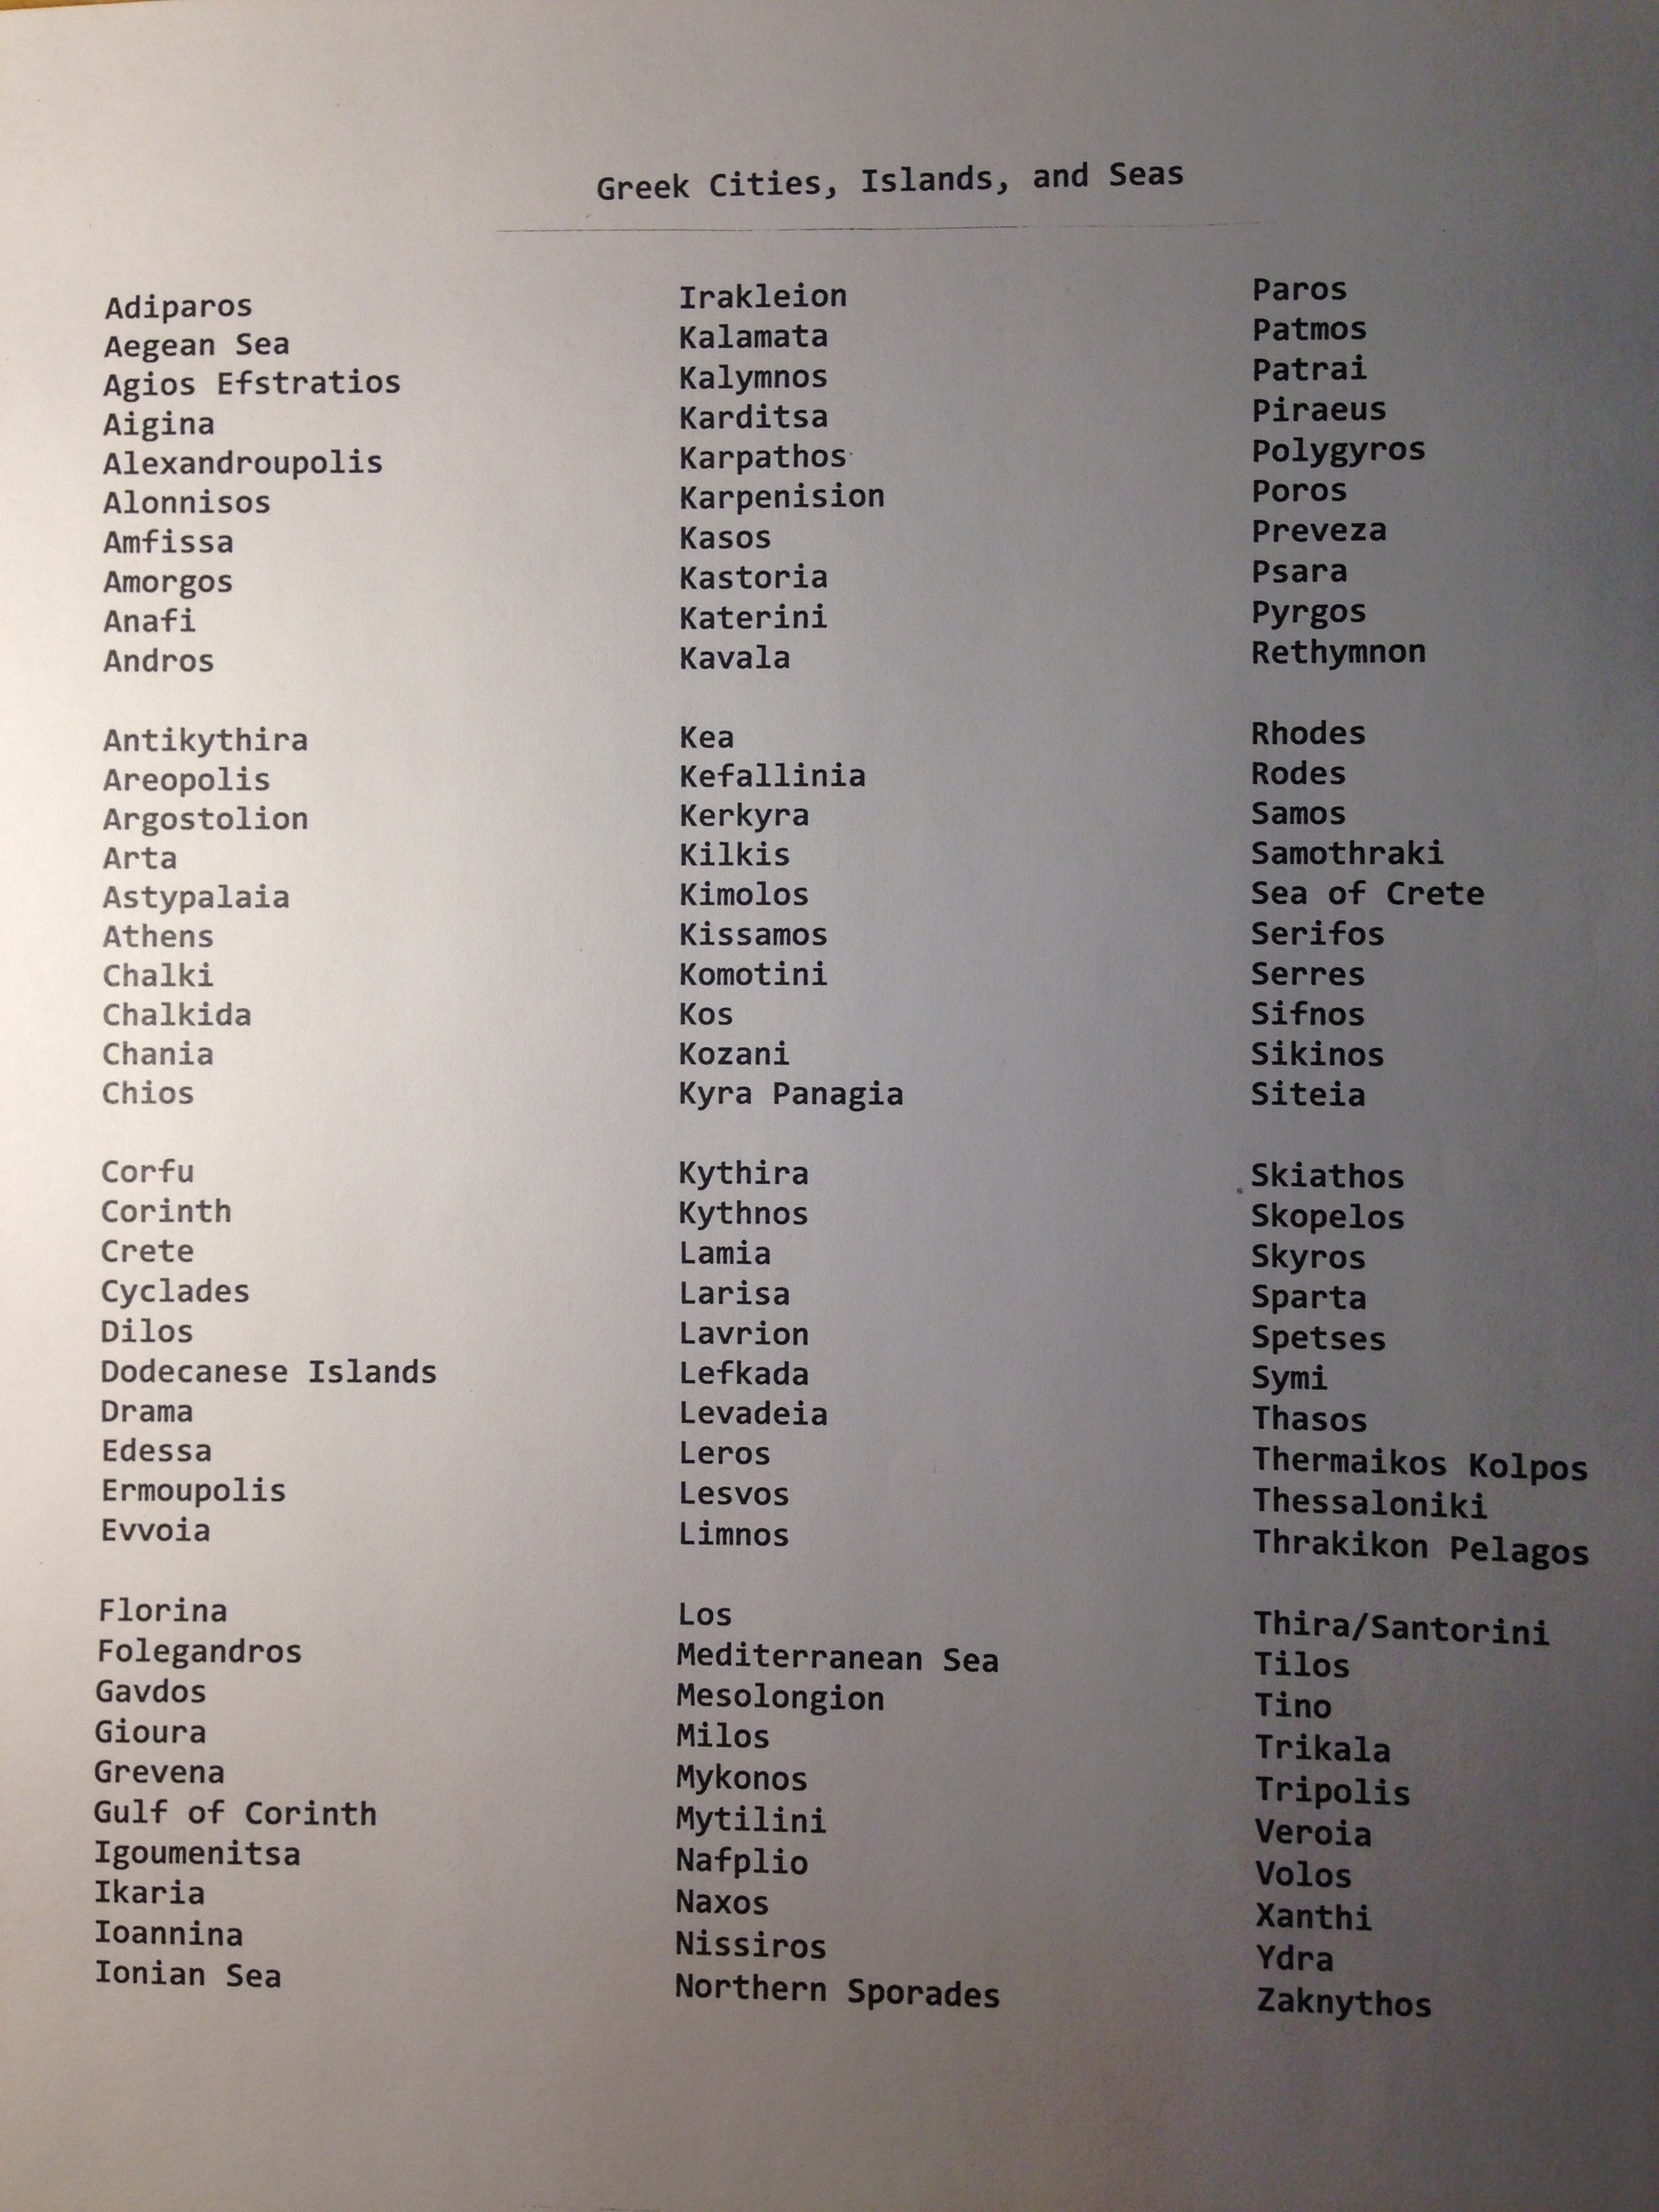 Greek Cities, Islands, and Seas
Adiparos
Aegean Sea
Agios Efstratios
Aigina
Alexandroupolis
Alonnisos
Amfissa
Amorgos
Anafi
Andros
Antikythira
Areopolis
Argostolion
Arta
Astypalaia
Athens
Chalki
Chalkida
Chania
Chios
Corfu
Corinth
Crete
Cyclades
Dilos
Dodecanese Islands
Drama
Edessa
Ermoupolis
Evvoia
Florina
Folegandros
Gavdos
Gioura
Grevena
Gulf of Corinth
Igoumenitsa
Ikaria
Ioannina
Ionian Sea
Irakleion
Kalamata
Kalymnos
Karditsa
Karpathos
Karpenision
Kasos
Kastoria
Katerini
Kavala
Kea
Kefallinia
Kerkyra
Kilkis
Kimolos
Kissamos
Komotini
Kos
Kozani
Kyra Panagia
Kythira
Kythnos
Lamia
Larisa
Lavrion
Lefkada
Levadeia
Leros
Lesvos
Limnos
Los
Mediterranean Sea
Mesolongion
Milos
Mykonos
Mytilini
Nafplio
Naxos
Nissiros
Northern Sporades
Paros
Patmos
Patrai
Piraeus
Polygyros
Poros
Preveza
Psara
Pyrgos
Rethymnon
Rhodes
Rodes
Samos
Samothraki
Sea of Crete
Serifos
Serres
Sifnos
Sikinos
Siteia
Skiathos
Skopelos
Skyros
Sparta
Spetses
Symi
Thasos
Thermaikos Kolpos
Thessaloniki
Thrakikon Pelagos
Thira/Santorini
Tilos
Tino
Trikala
Tripolis
Veroia
Volos
Xanthi
Ydra
Zaknythos